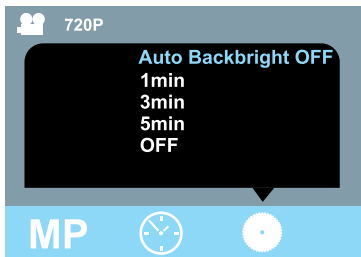 720P
Auto Backbright OFF
1min
3min
5min
OFF
MP